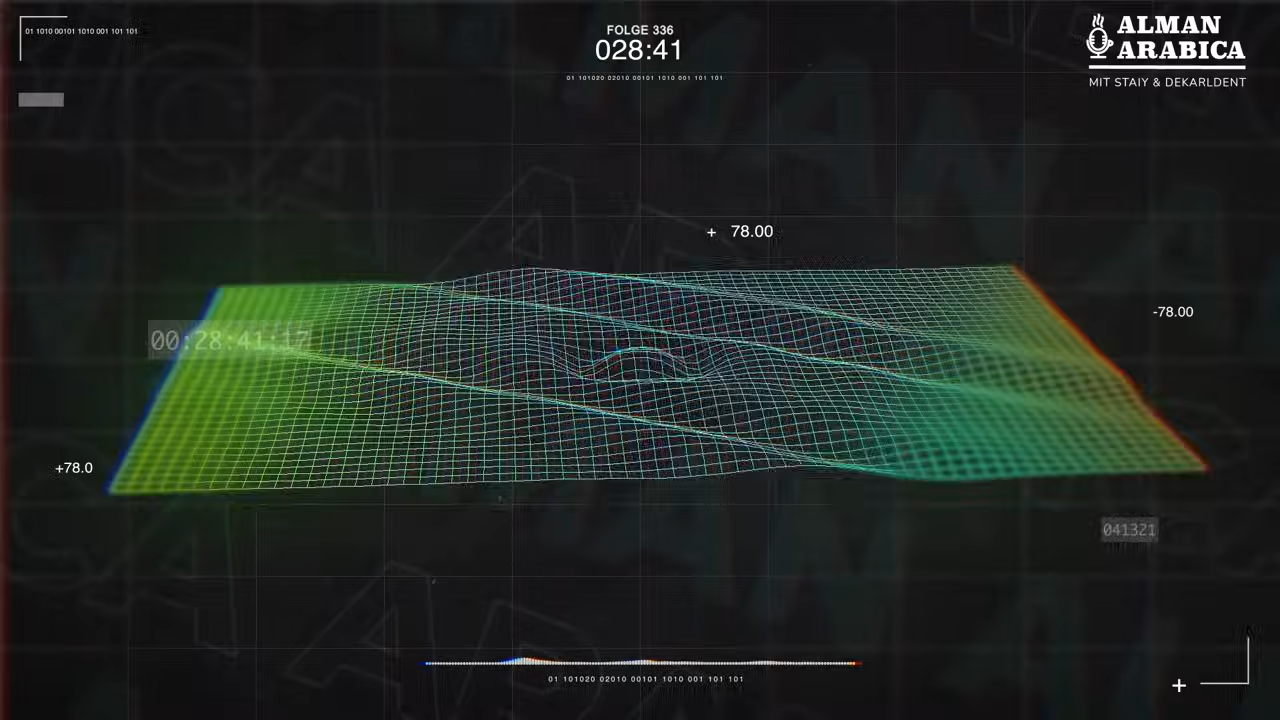 01 1010 00101 1010 001 101 101
FOLGE 336
028:41
01 101020 02010 00101 1010 001 101 101
ALMAN
ARABICA
MIT STAIY & DEKARLDENT
+ 78.00
-78.00
00:28:41:17
+78.0
041321
01 101020 02010 00101 1010 001 101 101
+